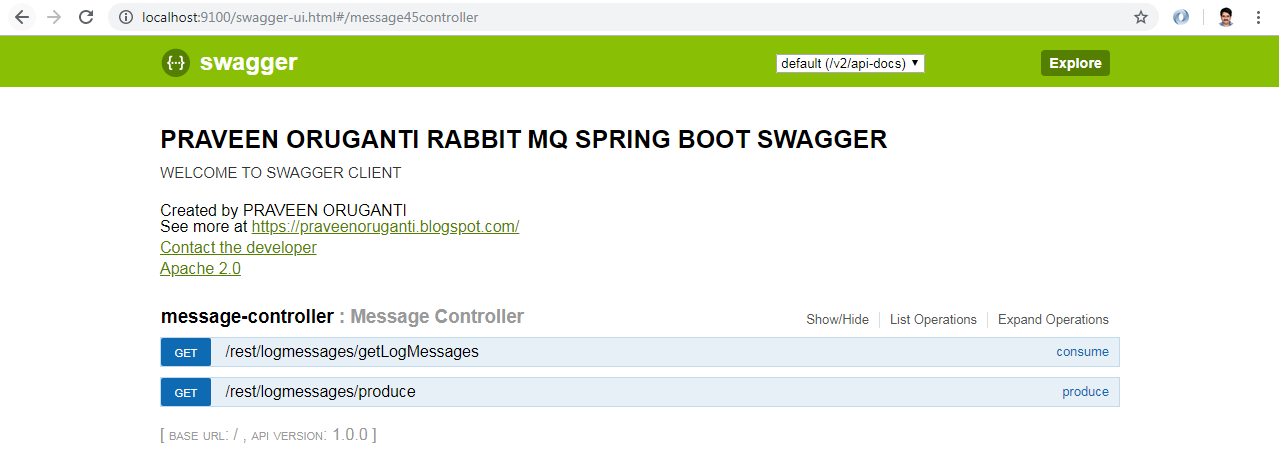 localhost:9100/swagger-ui.html#/message45controller
{··} swagger default (/v2/api-docs) Explore
PRAVEEN ORUGANTI RABBIT MQ SPRING BOOT SWAGGER
WELCOME TO SWAGGER CLIENT
Created by PRAVEEN ORUGANTI
See more at https://praveenoruganti.blogspot.com/
Contact the developer
Apache 2.0
message-controller : Message Controller Show/Hide List Operations Expand Operations
GET /rest/logmessages/getLogMessages consume
GET /rest/logmessages/produce produce
[ BASE URL: / , API VERSION: 1.0.0 ]